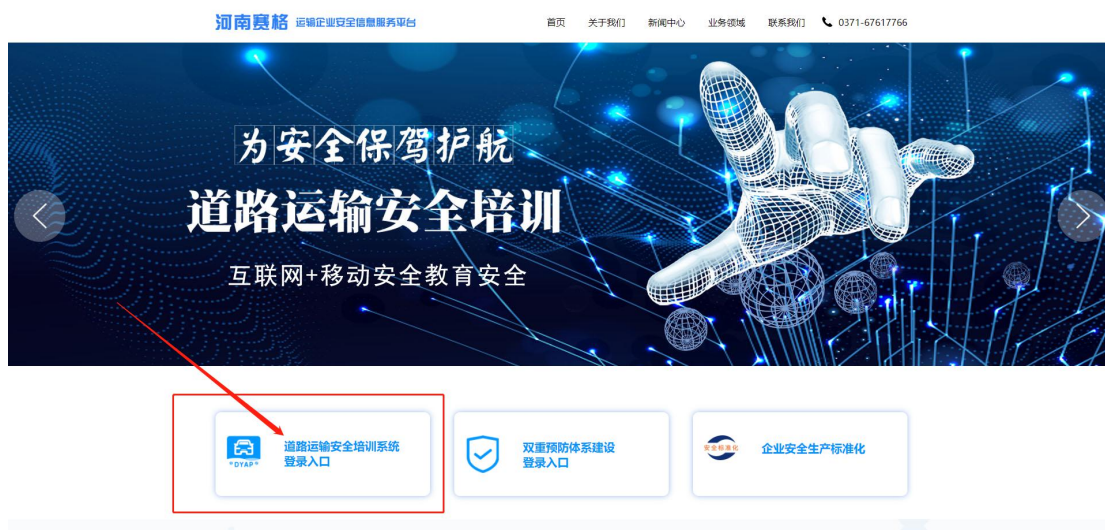 河南赛格 运输企业安全信息服务平台 首页 关于我们 新闻中心 业务领域 联系我们 0371-67617766
为安全保驾护航
道路运输安全培训
互联网+移动安全教育安全
道路运输安全培训系统
登录入口
DYAP
双重预防体系建设
登录入口
安全标准化
企业安全生产标准化